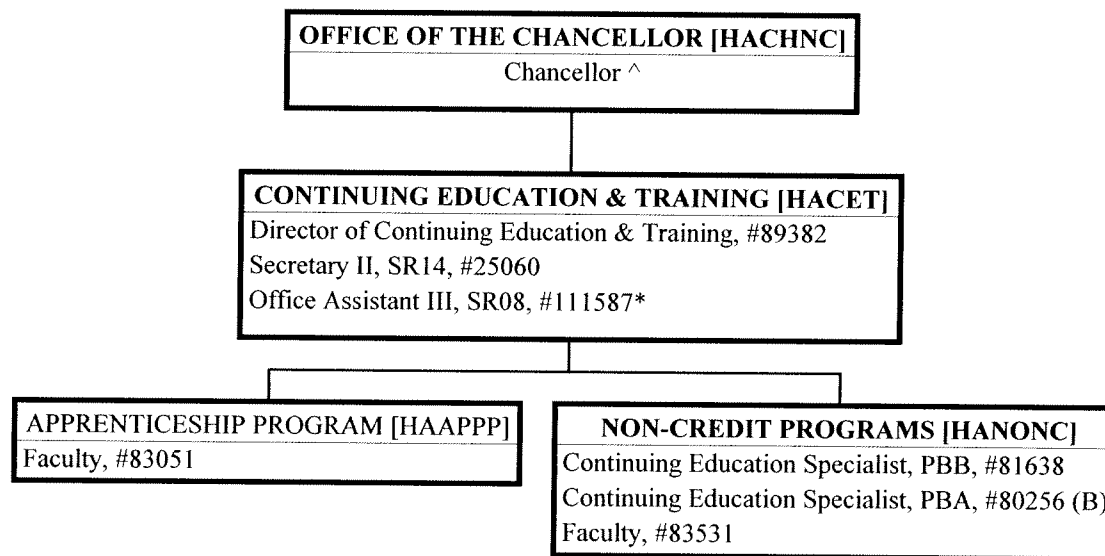 OFFICE OF THE CHANCELLOR [HACHNC]
Chancellor ^
CONTINUING EDUCATION & TRAINING [HACET]
Director of Continuing Education & Training, #89382
Secretary II, SR14, #25060
Office Assistant III, SR08, #111587*
APPRENTICESHIP PROGRAM [HAAPPP]
Faculty, #83051
NON-CREDIT PROGRAMS [HANONC]
Continuing Education Specialist, PBB, #81638
Continuing Education Specialist, PBA, #80256 (B)
Faculty, #83531